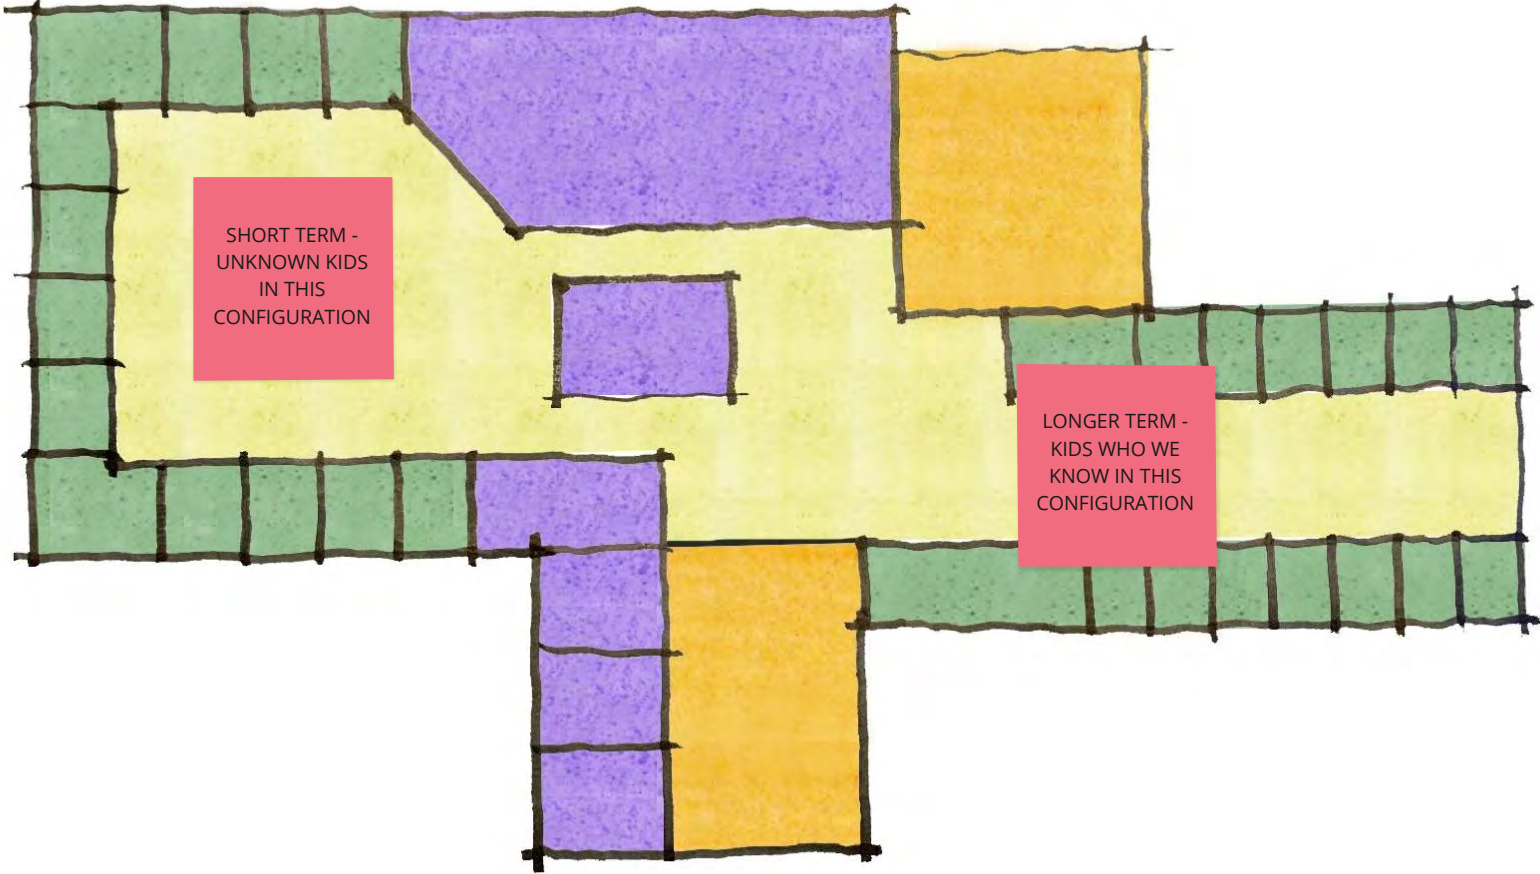 SHORT TERM -
UNKNOWN KIDS
IN THIS
CONFIGURATION
LONGER TERM -
KIDS WHO WE
KNOW IN THIS
CONFIGURATION